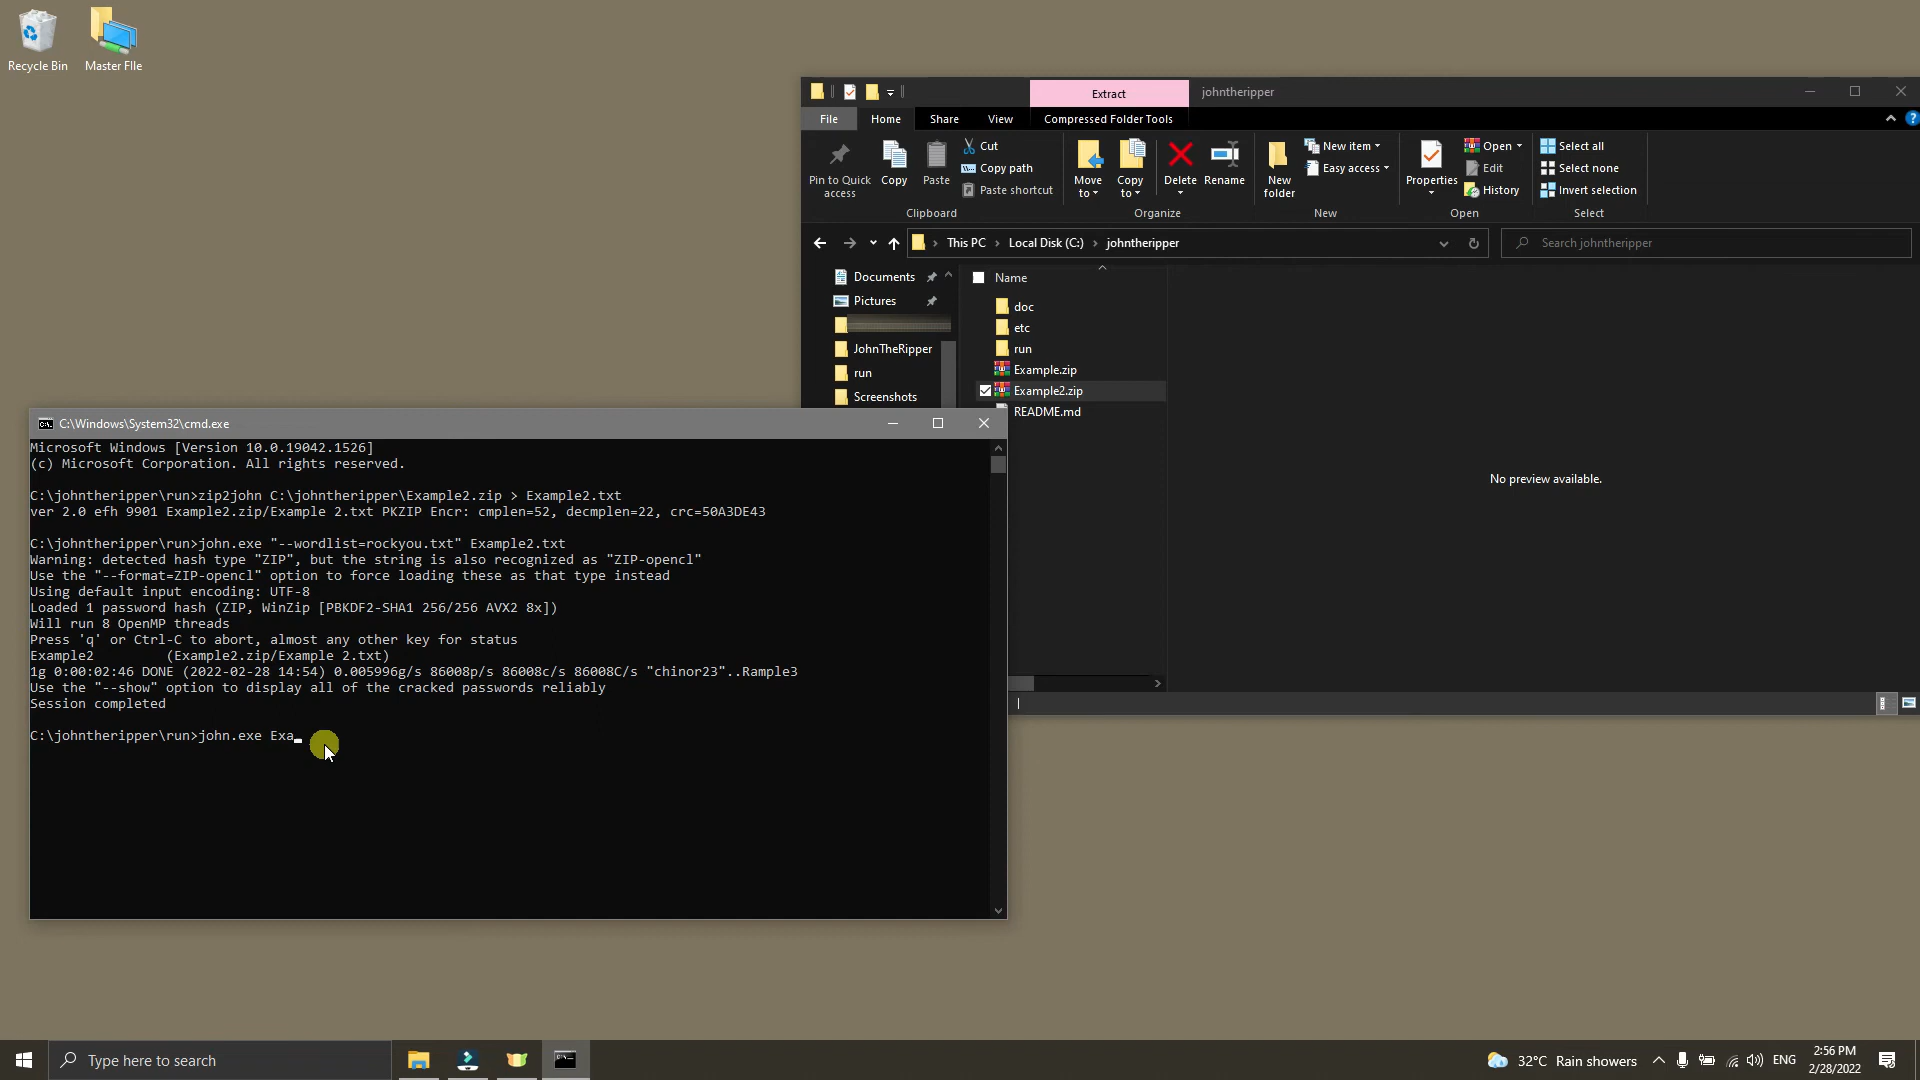 Recycle Bin
Master FIle
Extract
johntheripper
File
Home
Share
View
Compressed Folder Tools
Pin to Quick
access
Copy
Paste
Cut
Copy path
Paste shortcut
Clipboard
Move
to
Copy
to
Delete
Rename
Organize
New
folder
New item
Easy access
New
Properties
Open
Edit
History
Open
Select all
Select none
Invert selection
Select
This PC
Local Disk (C:)
johntheripper
Search johntheripper
Documents
Pictures
JohnTheRipper
run
Screenshots
Name
doc
etc
run
Example.zip
Example2.zip
README.md
No preview available.
C:\Windows\System32\cmd.exe
Microsoft Windows [Version 10.0.19042.1526]
(c) Microsoft Corporation. All rights reserved.
C:\johntheripper\run>zip2john C:\johntheripper\Example2.zip > Example2.txt
ver 2.0 efh 9901 Example2.zip/Example 2.txt PKZIP Encr: cmplen=52, decmplen=22, crc=50A3DE43
C:\johntheripper\run>john.exe "--wordlist=rockyou.txt" Example2.txt
Warning: detected hash type "ZIP", but the string is also recognized as "ZIP-opencl"
Use the "--format=ZIP-opencl" option to force loading these as that type instead
Using default input encoding: UTF-8
Loaded 1 password hash (ZIP, WinZip [PBKDF2-SHA1 256/256 AVX2 8x])
Will run 8 OpenMP threads
Press 'q' or Ctrl-C to abort, almost any other key for status
Example2         (Example2.zip/Example 2.txt)
1g 0:00:02:46 DONE (2022-02-28 14:54) 0.005996g/s 86008p/s 86008c/s 86008C/s "chinor23"..Rample3
Use the "--show" option to display all of the cracked passwords reliably
Session completed
C:\johntheripper\run>john.exe Exa_
Type here to search
32°C Rain showers
ENG
2:56 PM
2/28/2022